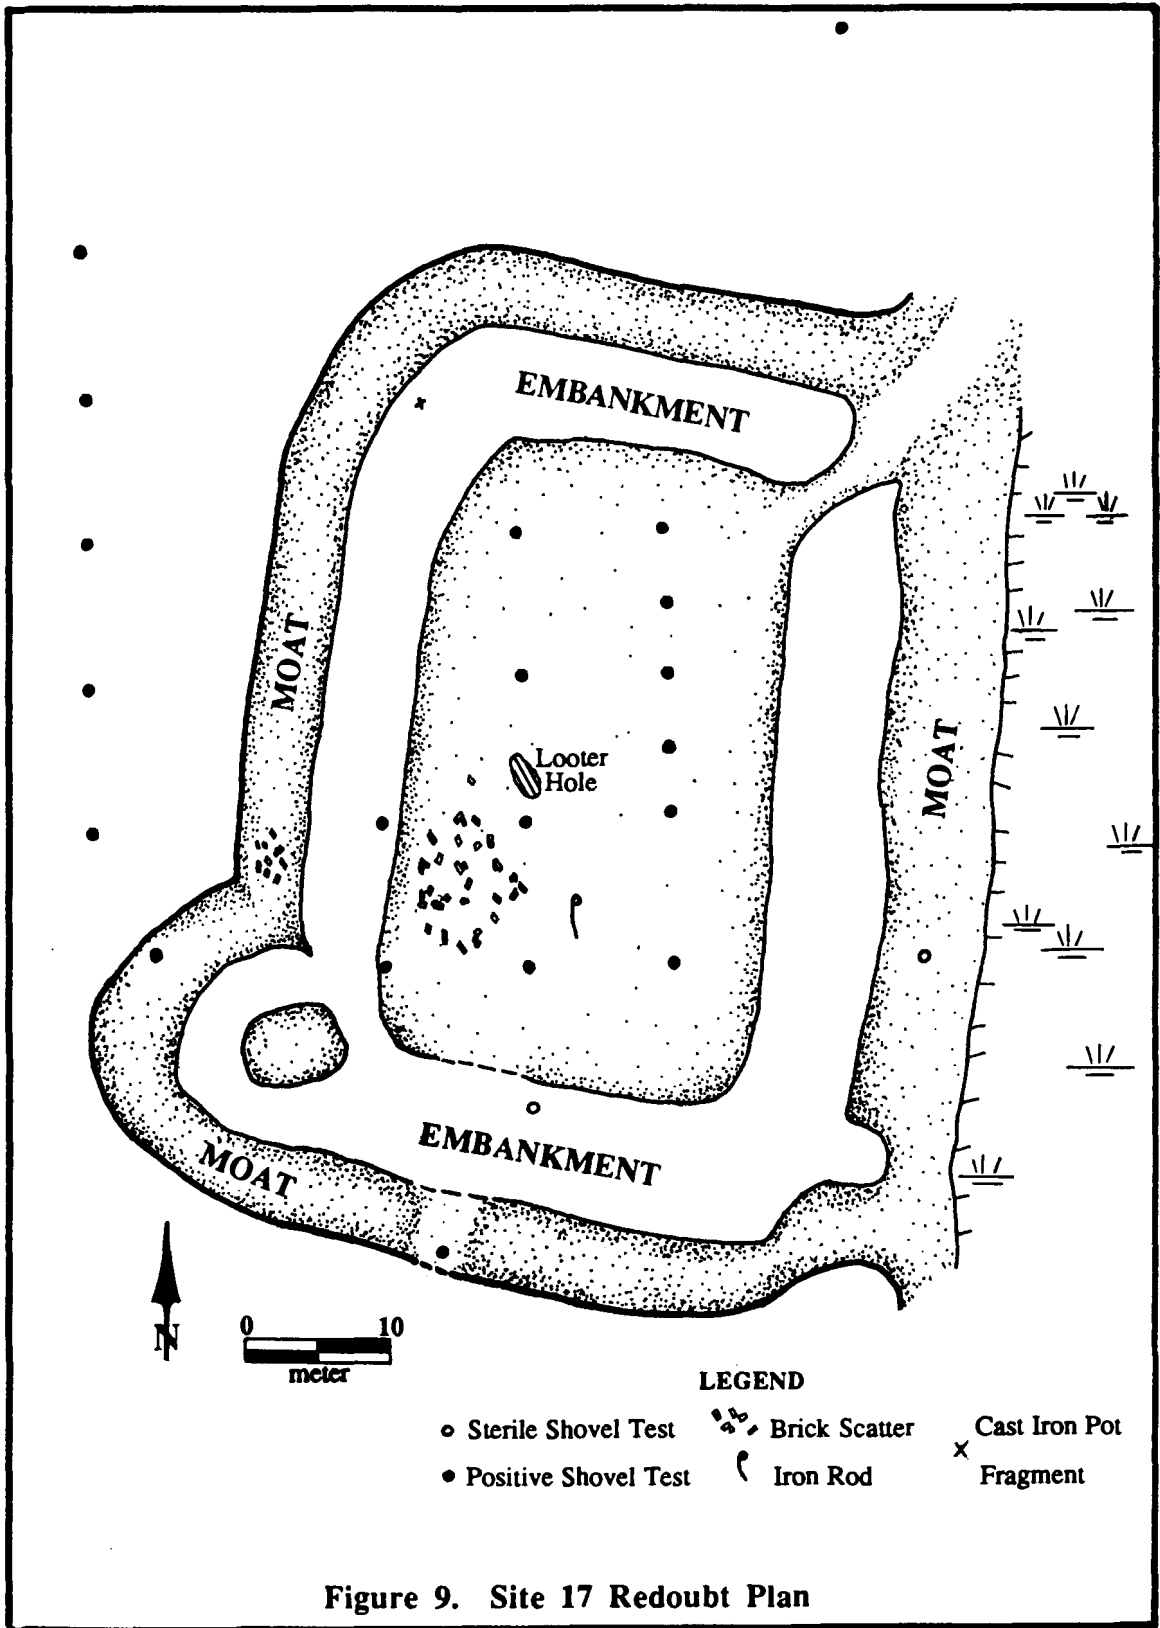 EMBANKMENT
MOAT
Looter
Hole
MOAT
EMBANKMENT
MOAT
N
0 10
meter
LEGEND
Sterile Shovel Test
Brick Scatter
Cast Iron Pot
Fragment
Positive Shovel Test
Iron Rod
Figure 9. Site 17 Redoubt Plan